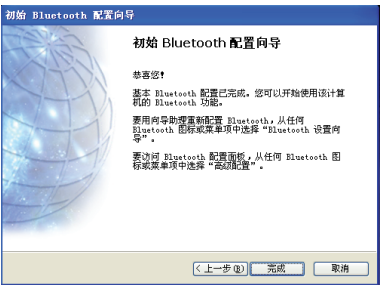 初始 Bluetooth 配置向导
初始 Bluetooth 配置向导
恭喜您!
基本 Bluetooth 配置已完成。您可以开始使用该计算
机的 Bluetooth 功能。
要用向导助理重新配置 Bluetooth，从任何
Bluetooth 图标或菜单项中选择“Bluetooth 设置向
导”。
要访问 Bluetooth 配置面板，从任何 Bluetooth 图
标或菜单项中选择“高级配置”。
<上一步(B) 完成 取消